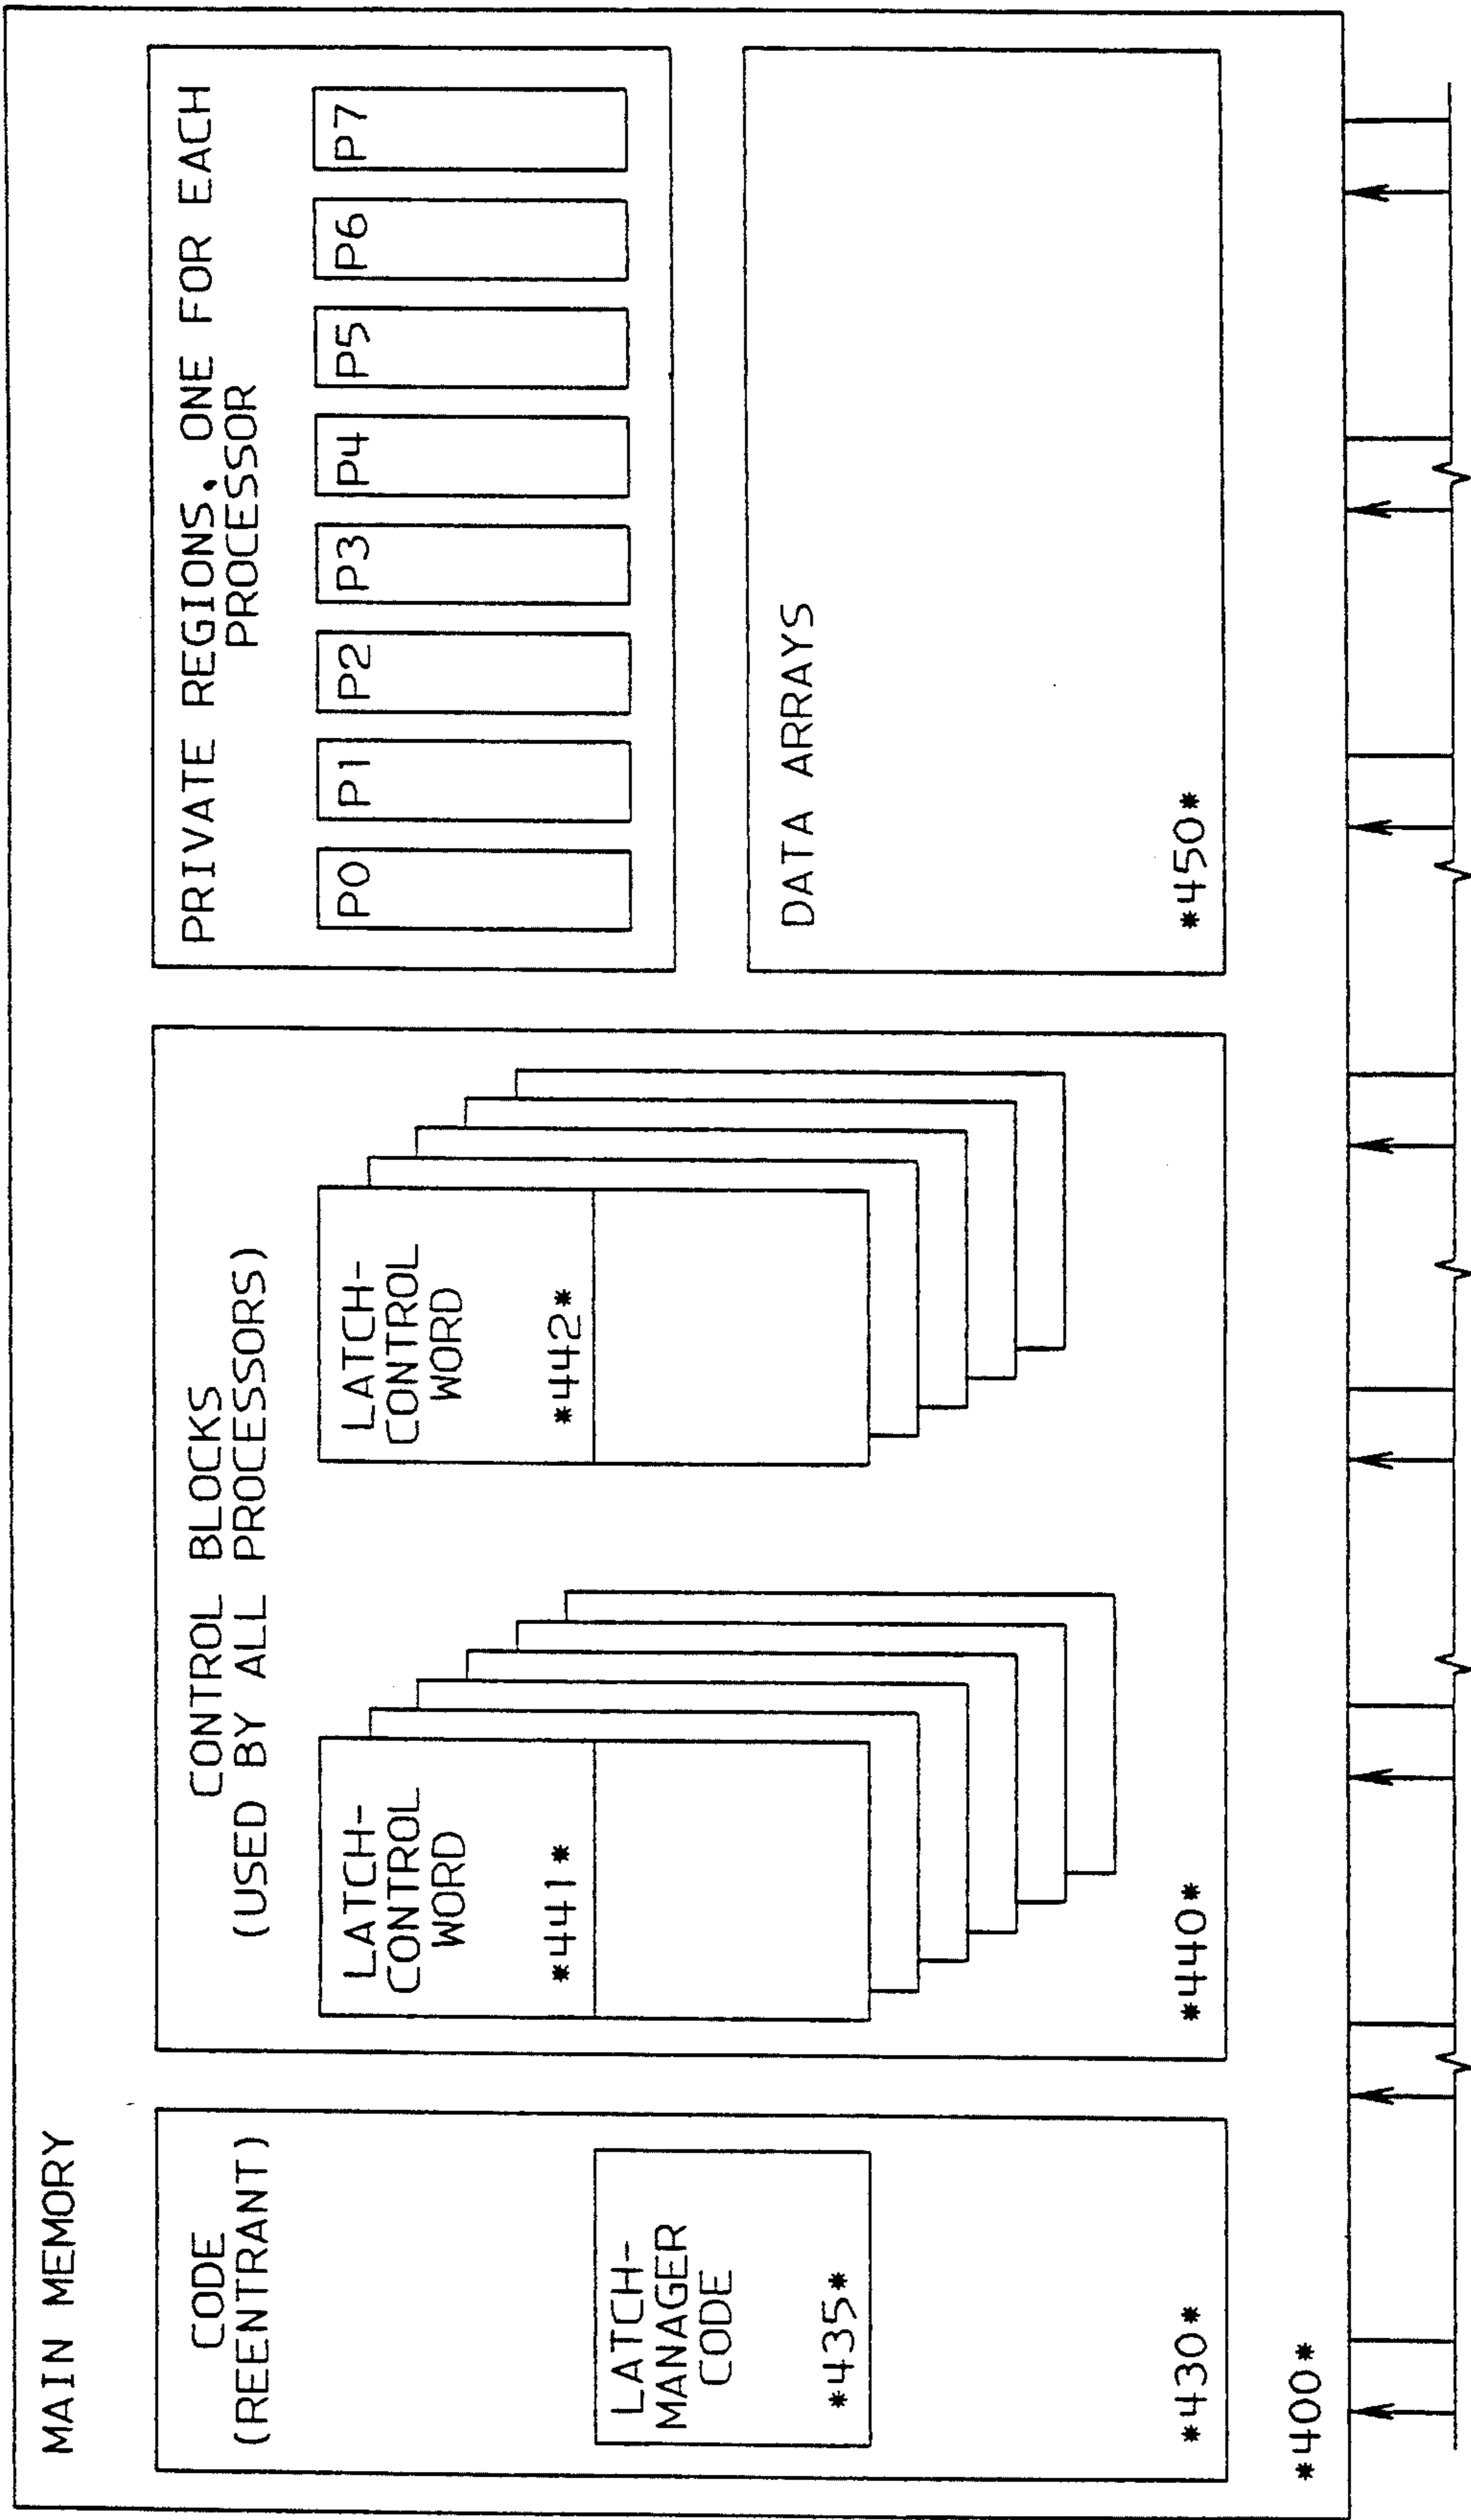 MAIN MEMORY
CODE
(REENTRANT)
LATCH-
MANAGER
CODE
*435*
*430*
*400*
CONTROL BLOCKS
(USED BY ALL PROCESSORS)
LATCH-
CONTROL
WORD
*441*
LATCH-
CONTROL
WORD
*442*
*440*
PRIVATE REGIONS, ONE FOR EACH
PROCESSOR
P0 P1 P2 P3 P4 P5 P6 P7
DATA ARRAYS
*450*